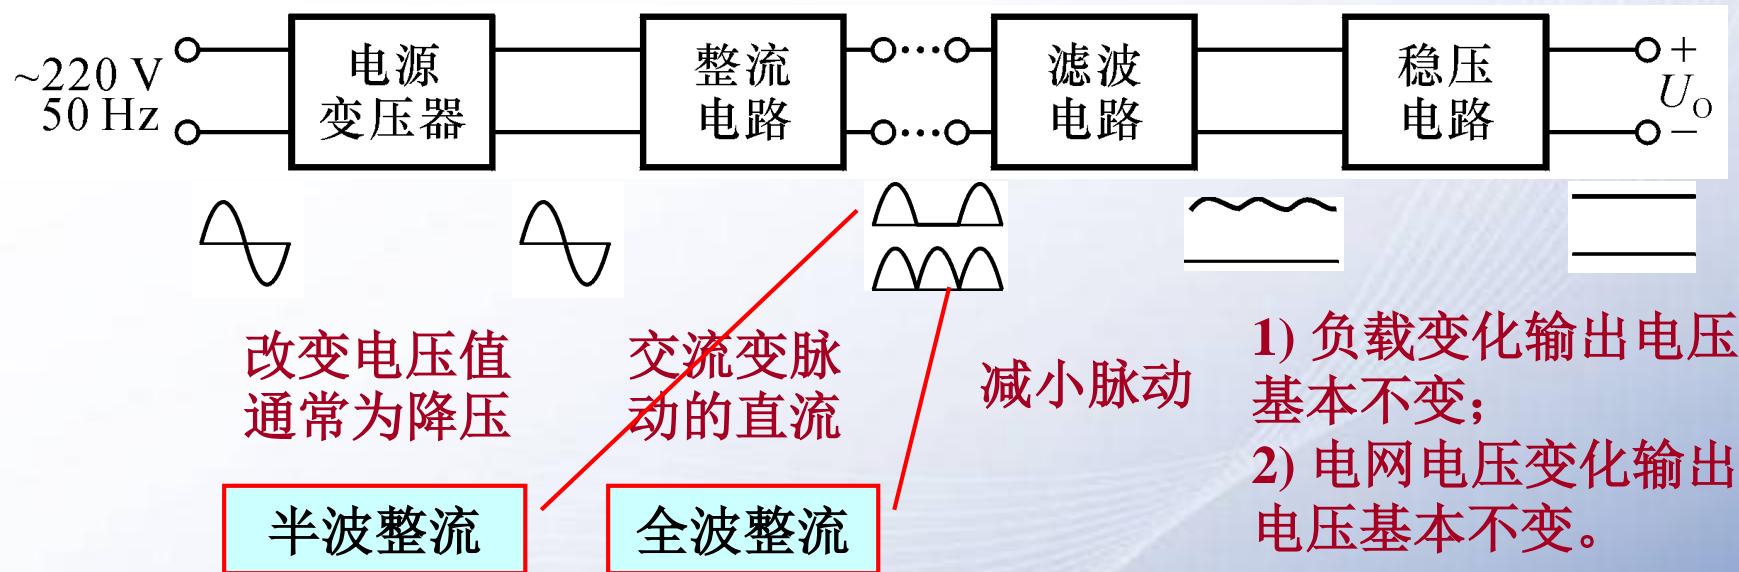 ~220 V
50 Hz
电源
变压器
整流
电路
滤波
电路
稳压
电路
+
U_O
−
改变电压值
通常为降压
交流变脉
动的直流
减小脉动
1) 负载变化输出电压
基本不变；
2) 电网电压变化输出
电压基本不变。
半波整流
全波整流